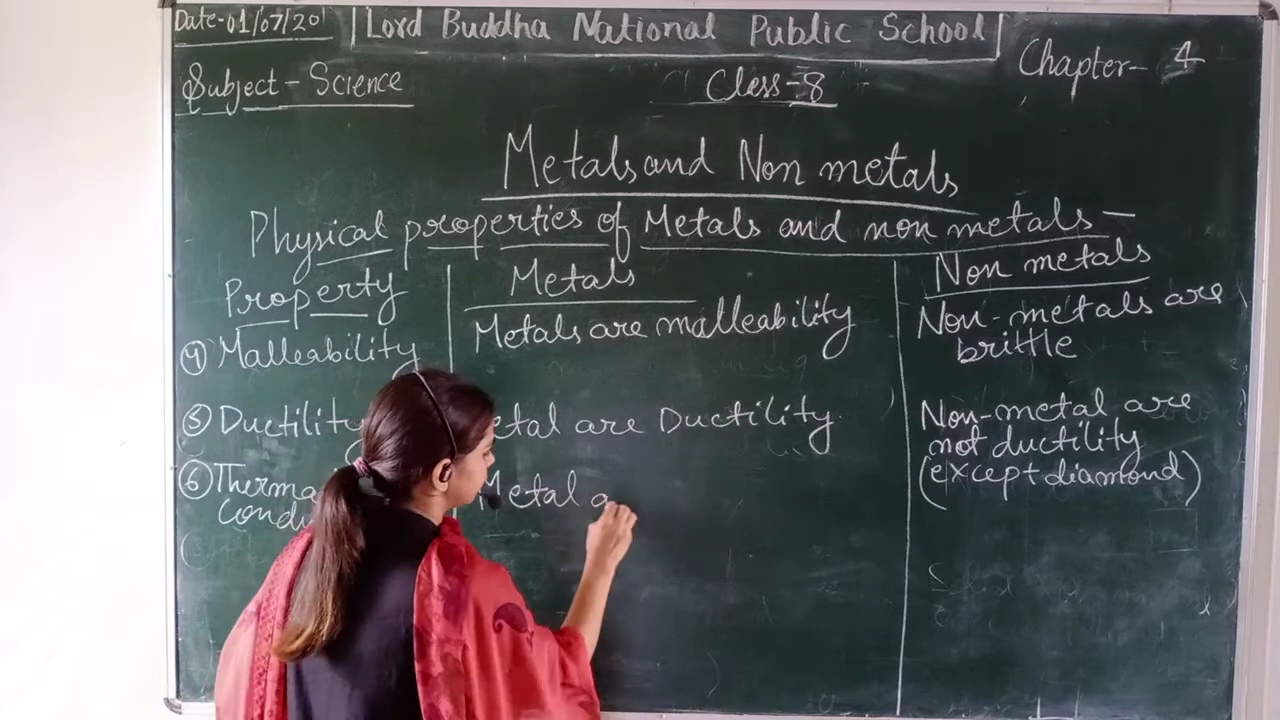 Date-01/07/201
Lord Buddha National Public School
Chapter- 4
Subject - Science
Class-8
Metals and Non metals
Physical properties of Metals and non metals -
Property
Metals
Non metals
4) Malleability
Metals are malleability
Non-metals are
brittle
5) Ductility
etal are Ductility.
Non-metal are
not ductility
(except diamond)
6) Therma
Condu
Metal a